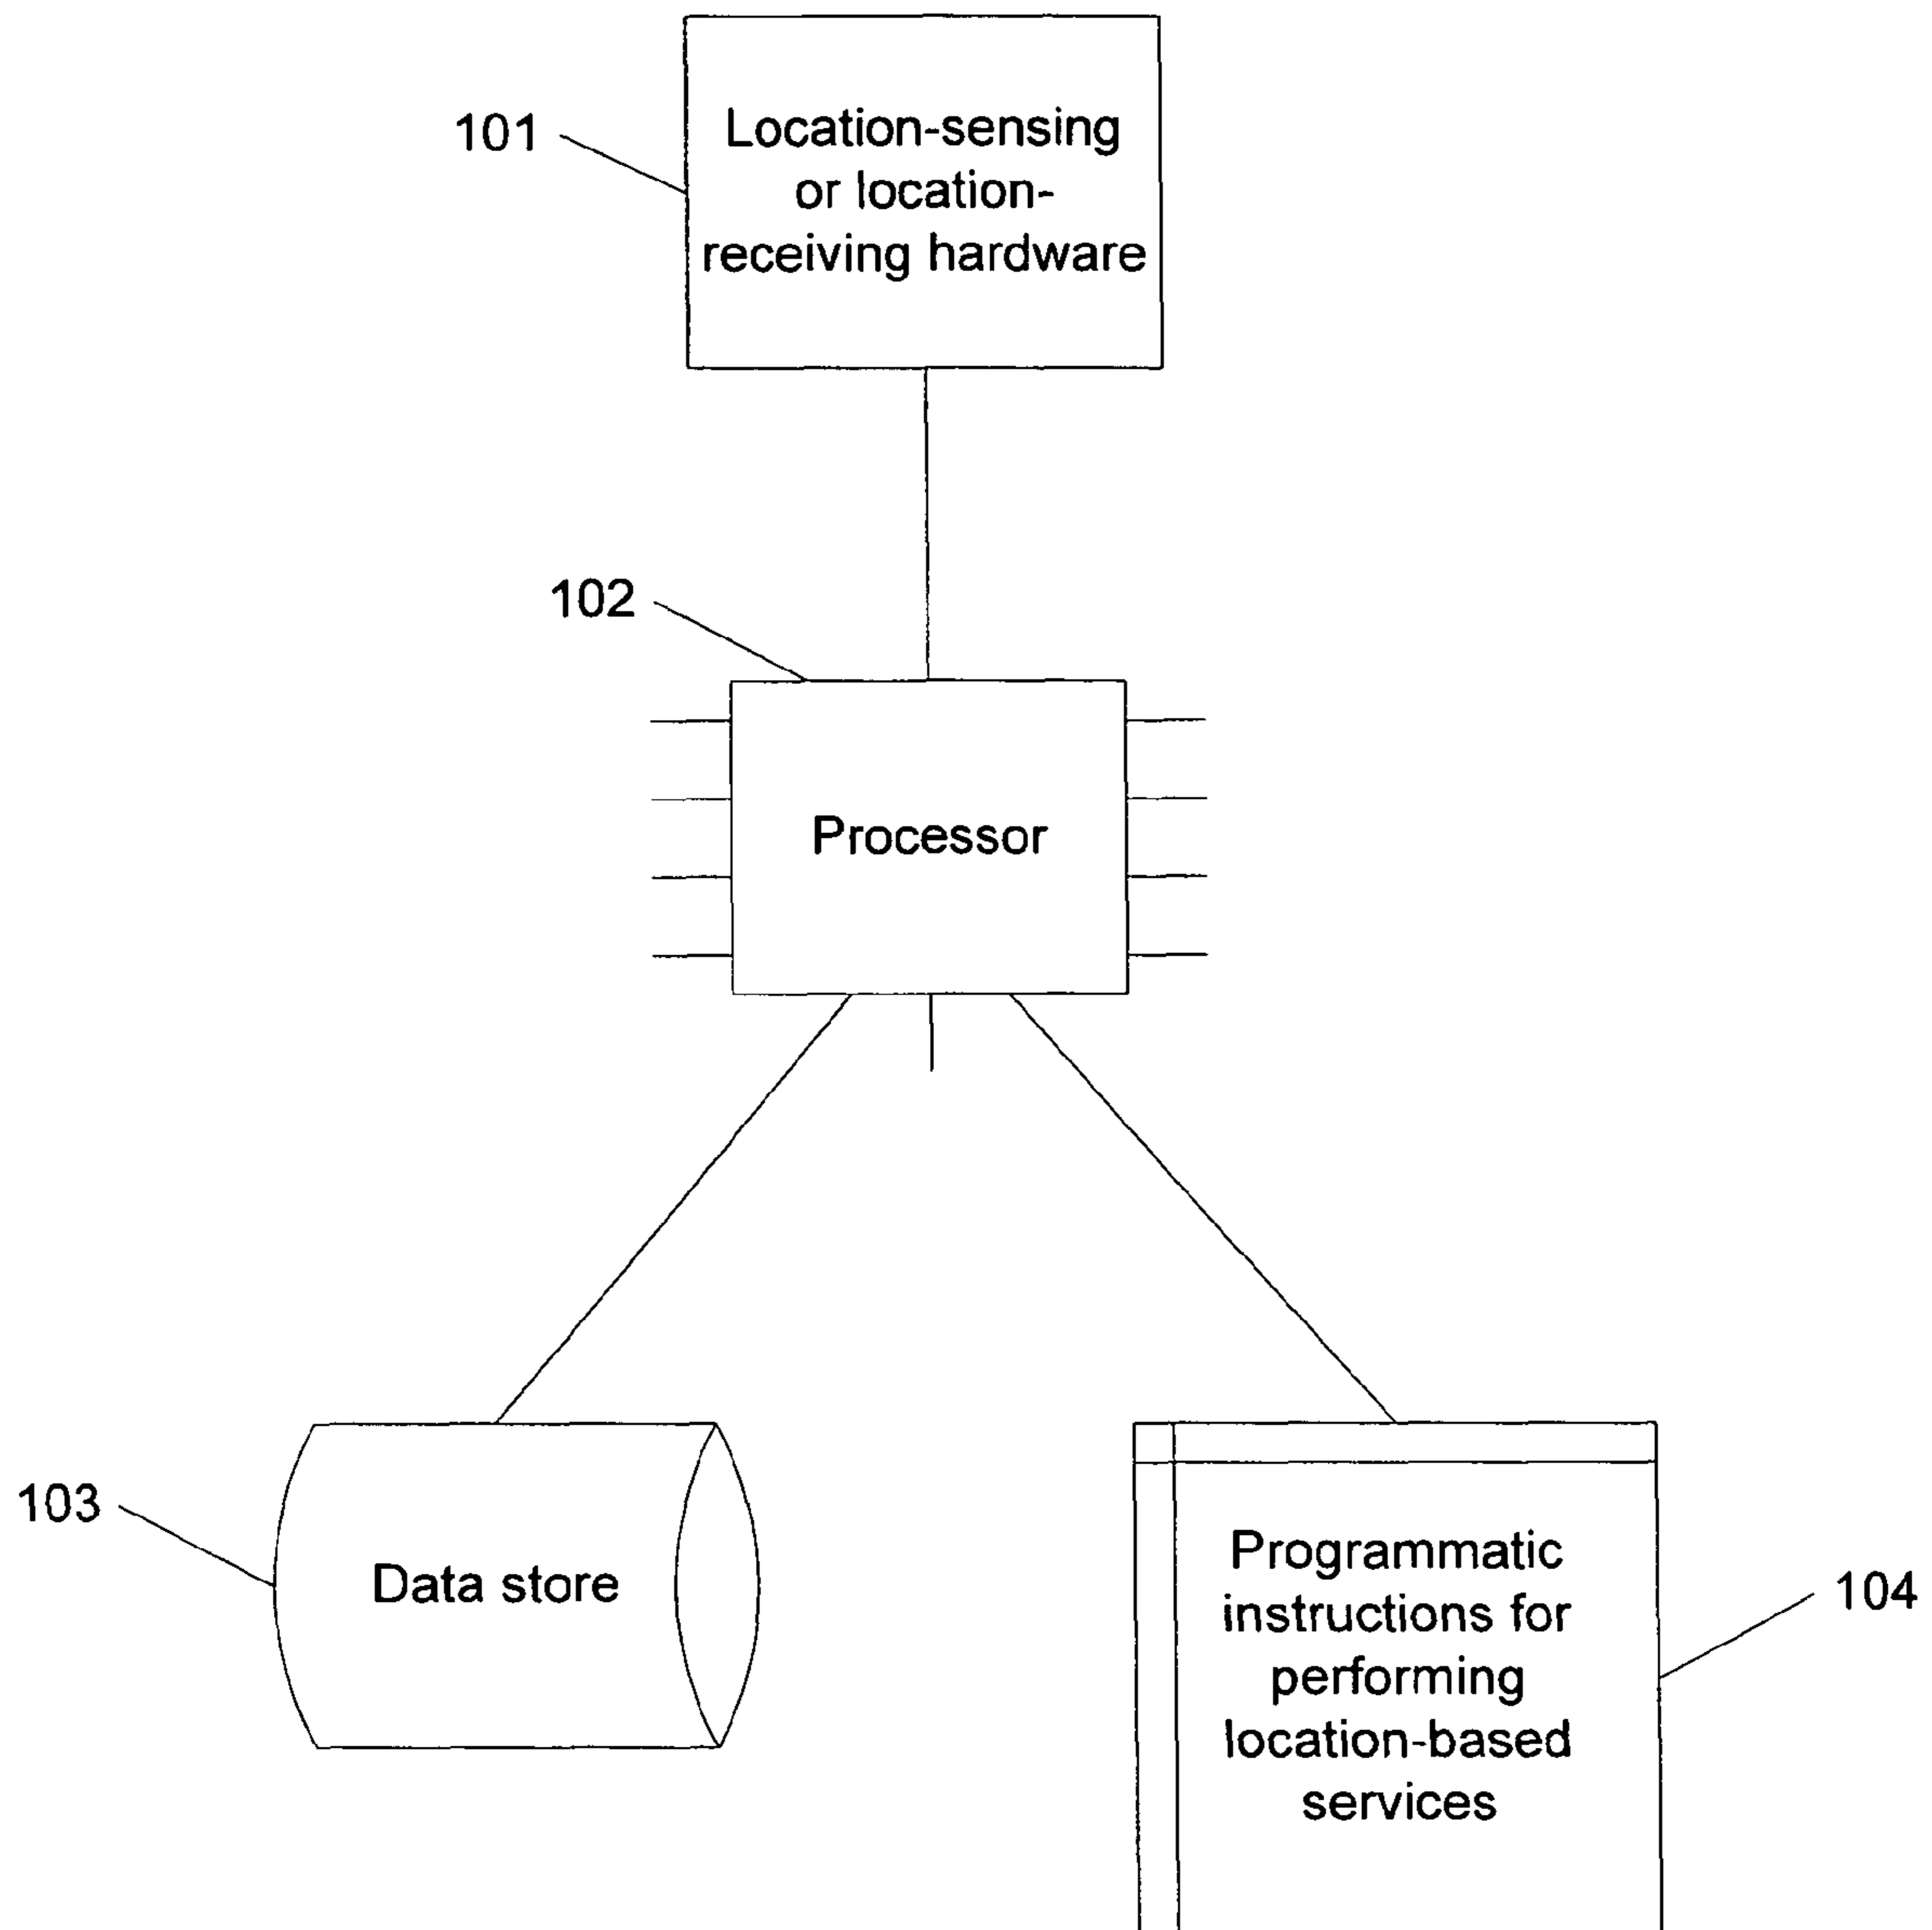 101
Location-sensing
or location-
receiving hardware
102
Processor
103
Data store
Programmatic
instructions for
performing
location-based
services
104